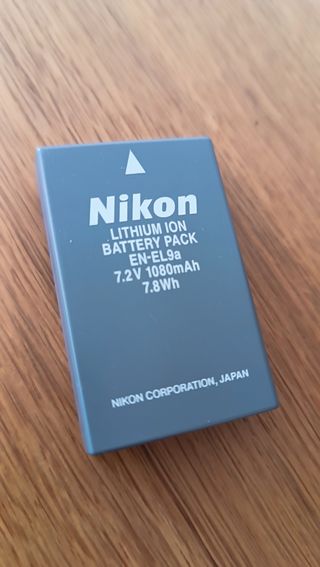 Nikon
LITHIUM ION
BATTERY PACK
EN-EL9a
7.2V 1080mAh
7.8Wh
NIKON CORPORATION, JAPAN